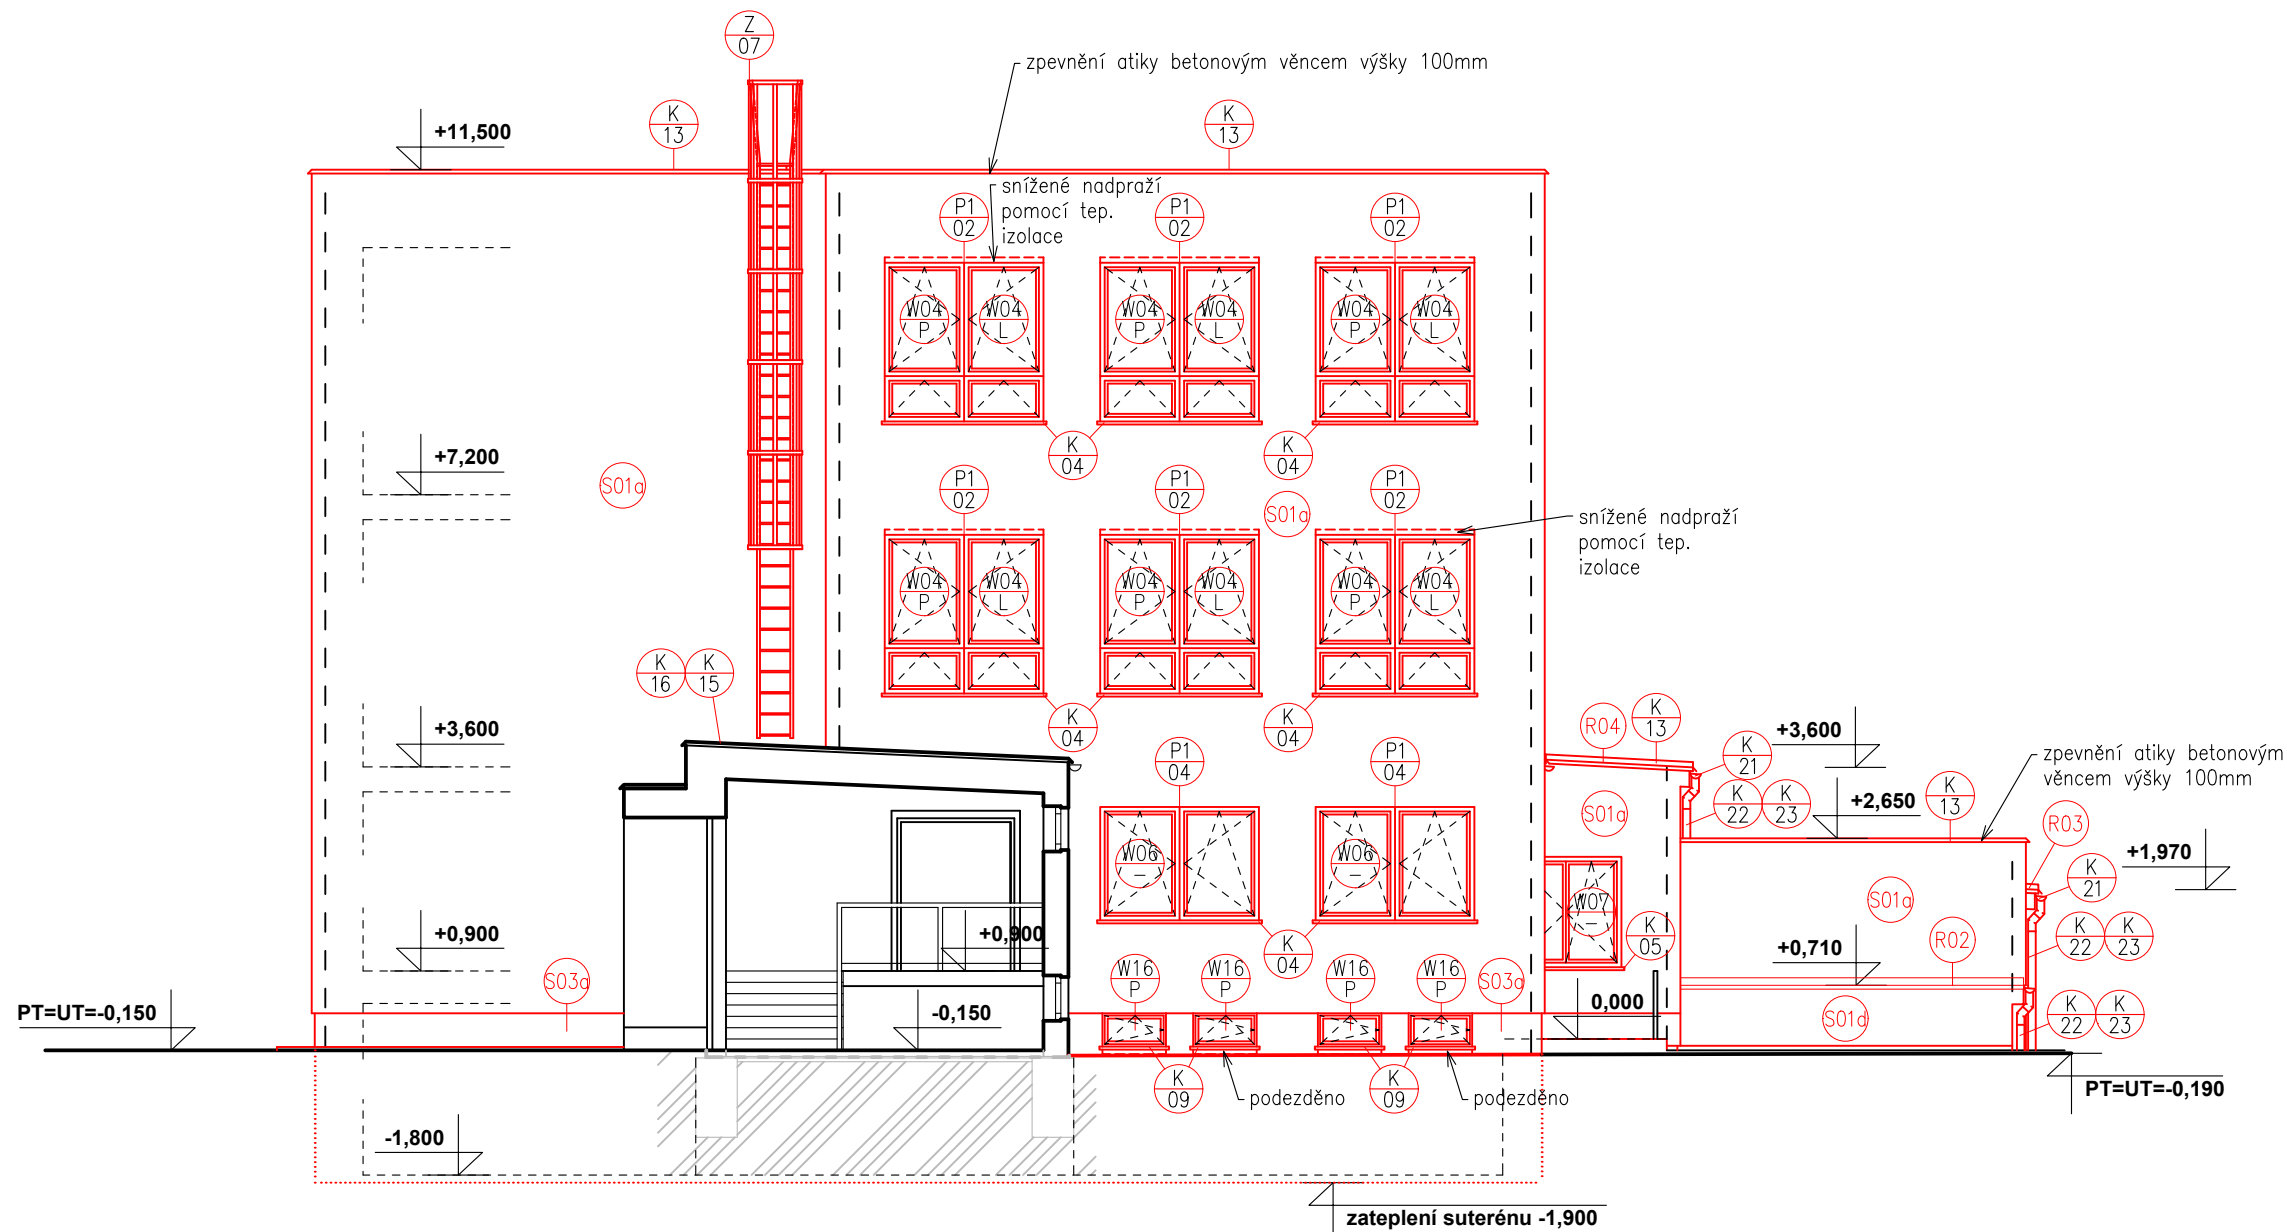 Z
07
zpevnění atiky betonovým věncem výšky 100mm
+11,500
K
13
K
13
snížené nadpraží
pomocí tep.
izolace
P1
02
P1
02
P1
02
W04
P
W04
L
W04
P
W04
L
W04
P
W04
L
+7,200
K
04
K
04
S01a
P1
02
P1
02
P1
02
S01a
snížené nadpraží
pomocí tep.
izolace
W04
P
W04
L
W04
P
W04
L
W04
P
W04
L
K
16
K
15
K
04
K
04
+3,600
R04
K
13
+3,600
K
21
zpevnění atiky betonovým
věncem výšky 100mm
P1
04
P1
04
K
22
K
23
+2,650
K
13
S01a
R03
+1,970
W06
–
W06
–
K
21
W07
–
S01a
+0,900
+0,900
K
04
K
05
+0,710
R02
K
22
K
23
S03a
W16
P
W16
P
W16
P
W16
P
S03a
PT=UT=-0,150
-0,150
0,000
S01d
K
22
K
23
K
09
podezděno
K
09
podezděno
PT=UT=-0,190
-1,800
zateplení suterénu -1,900